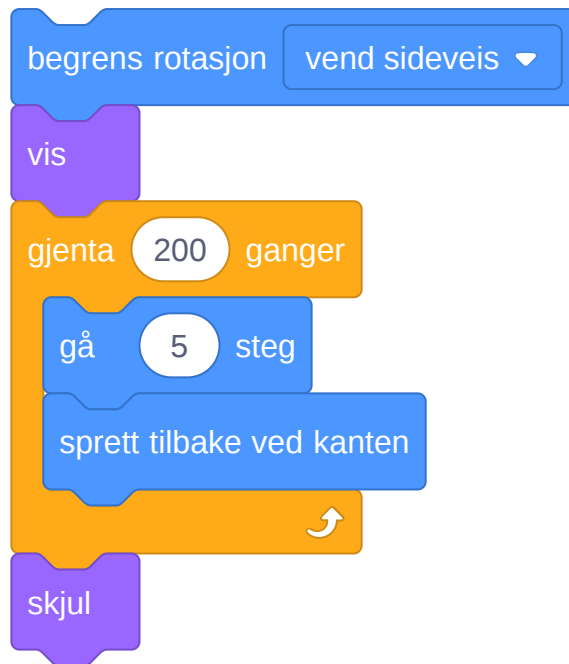 begrens rotasjon vend sideveis
vis
gjenta 200 ganger
gå 5 steg
sprett tilbake ved kanten
skjul